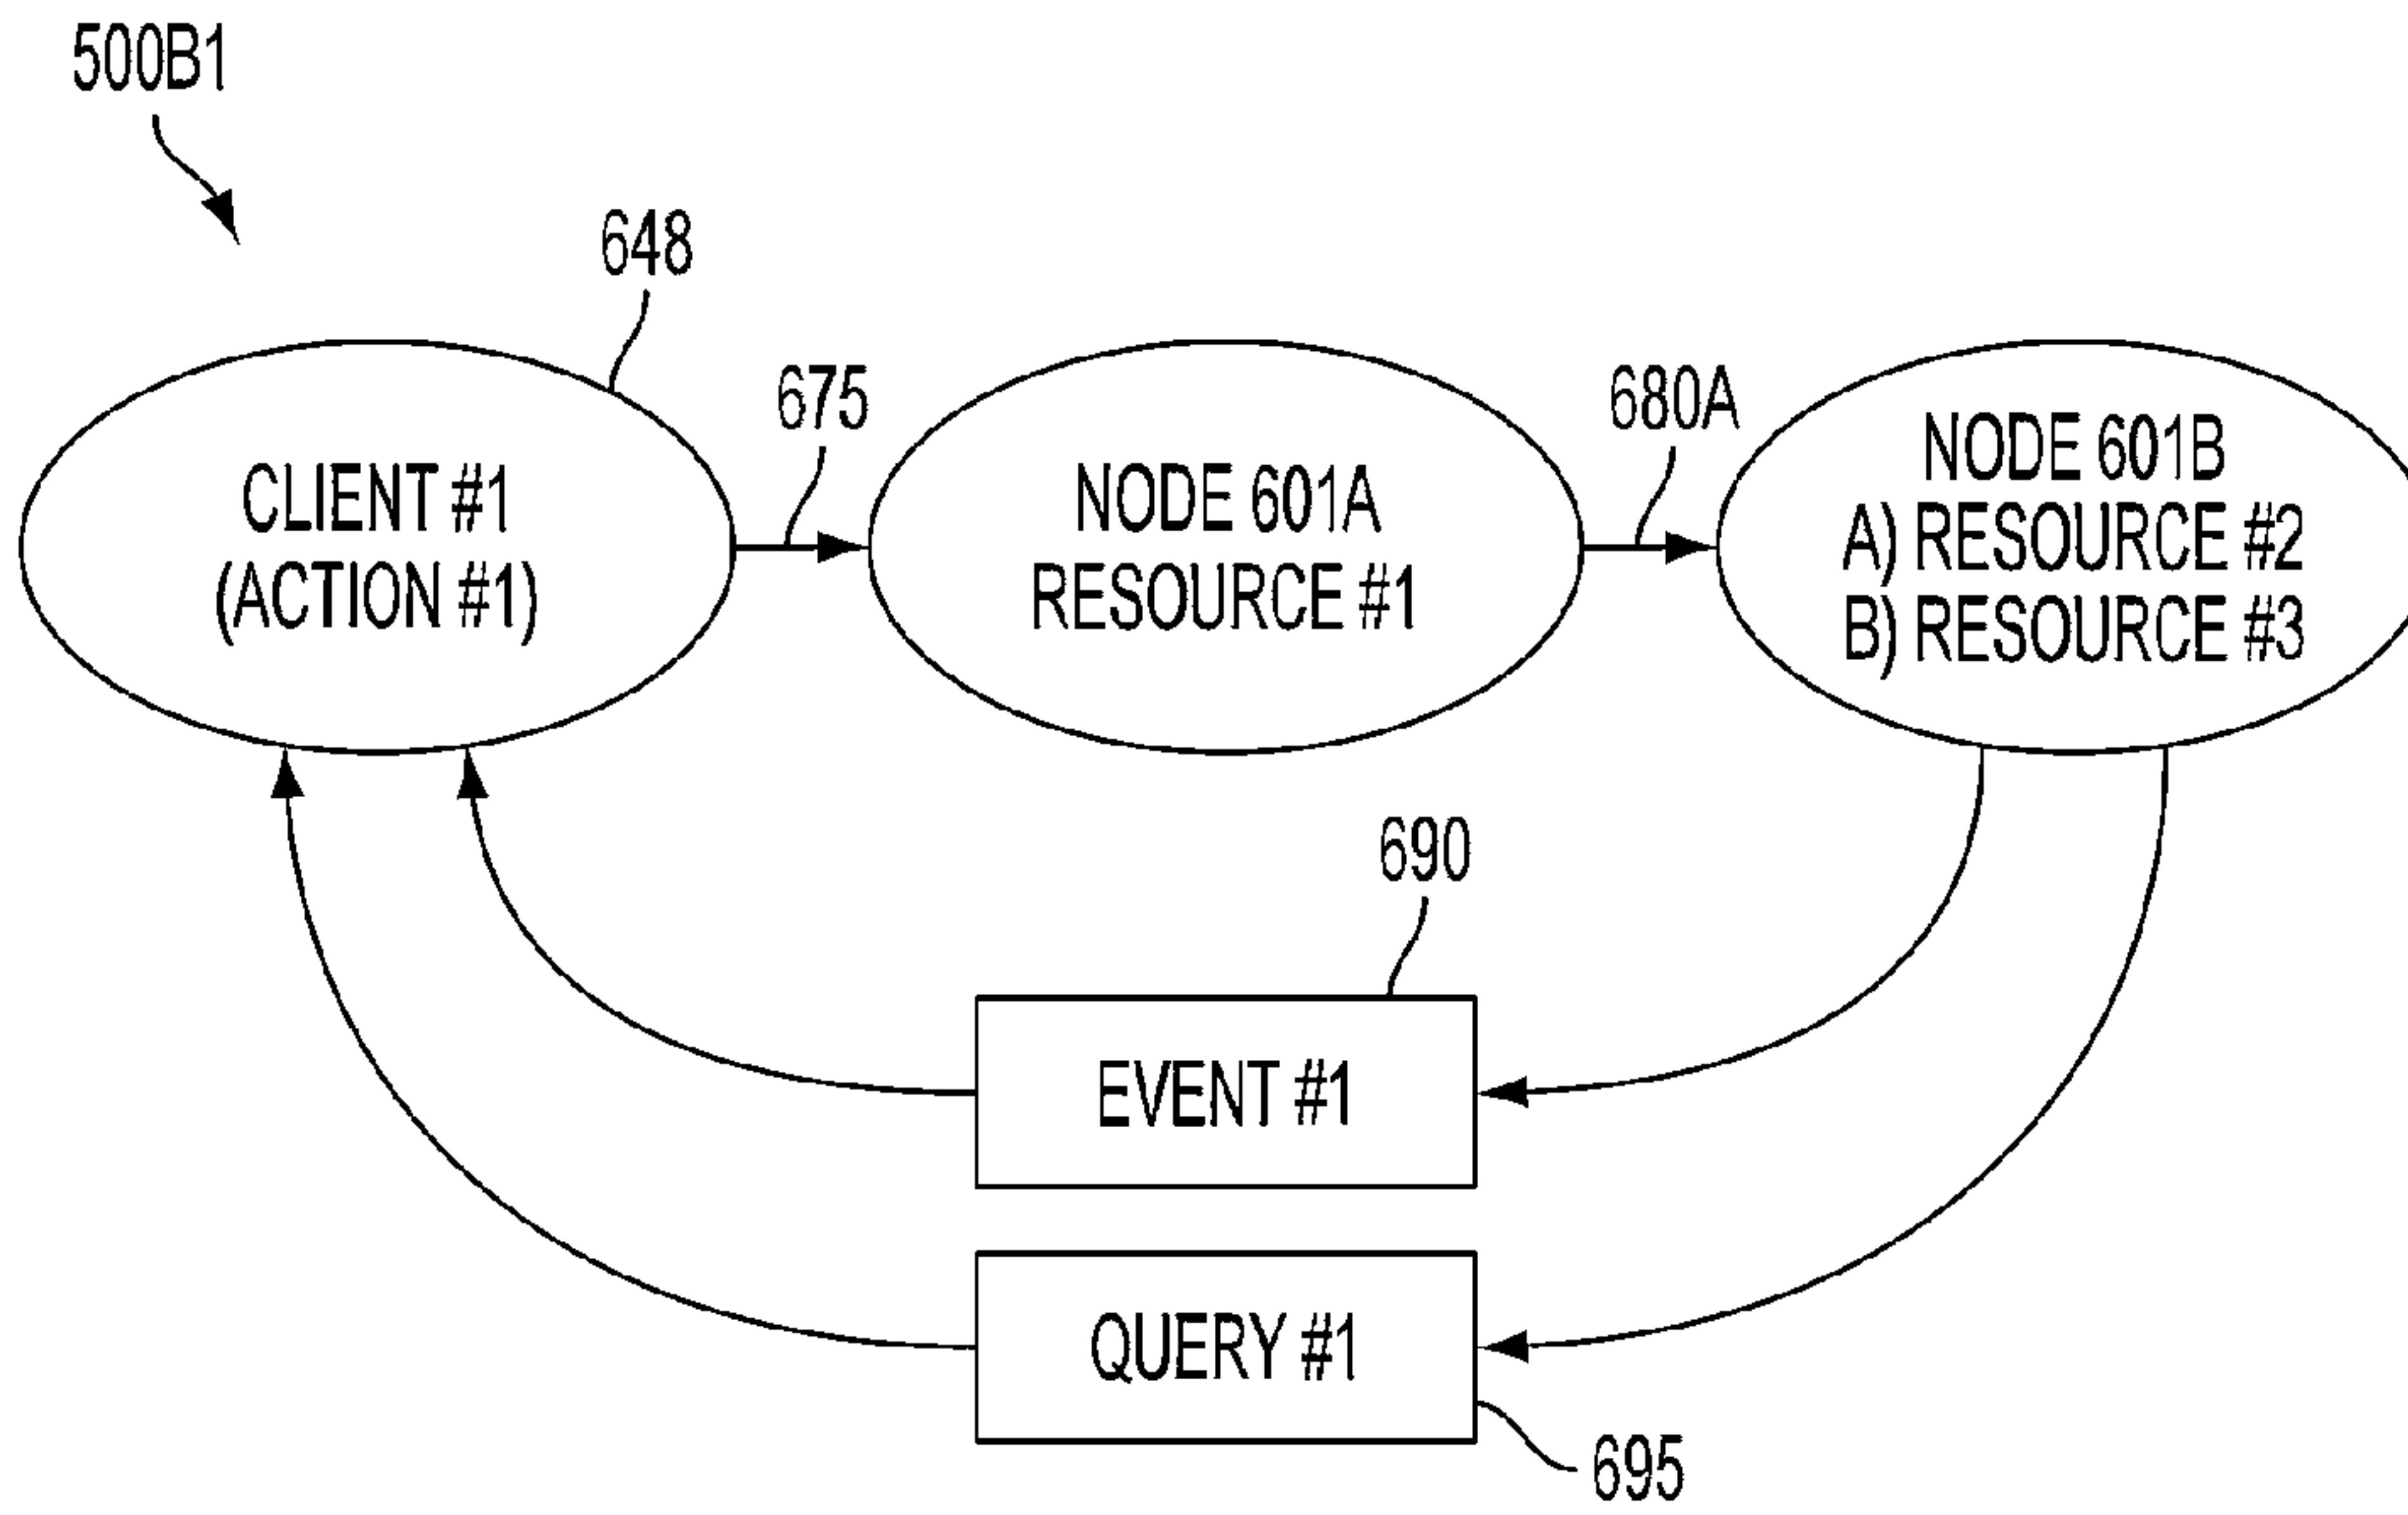 500B1
648
675
680A
CLIENT #1
(ACTION #1)
NODE 601A
RESOURCE #1
NODE 601B
A) RESOURCE #2
B) RESOURCE #3
690
EVENT #1
QUERY #1
695